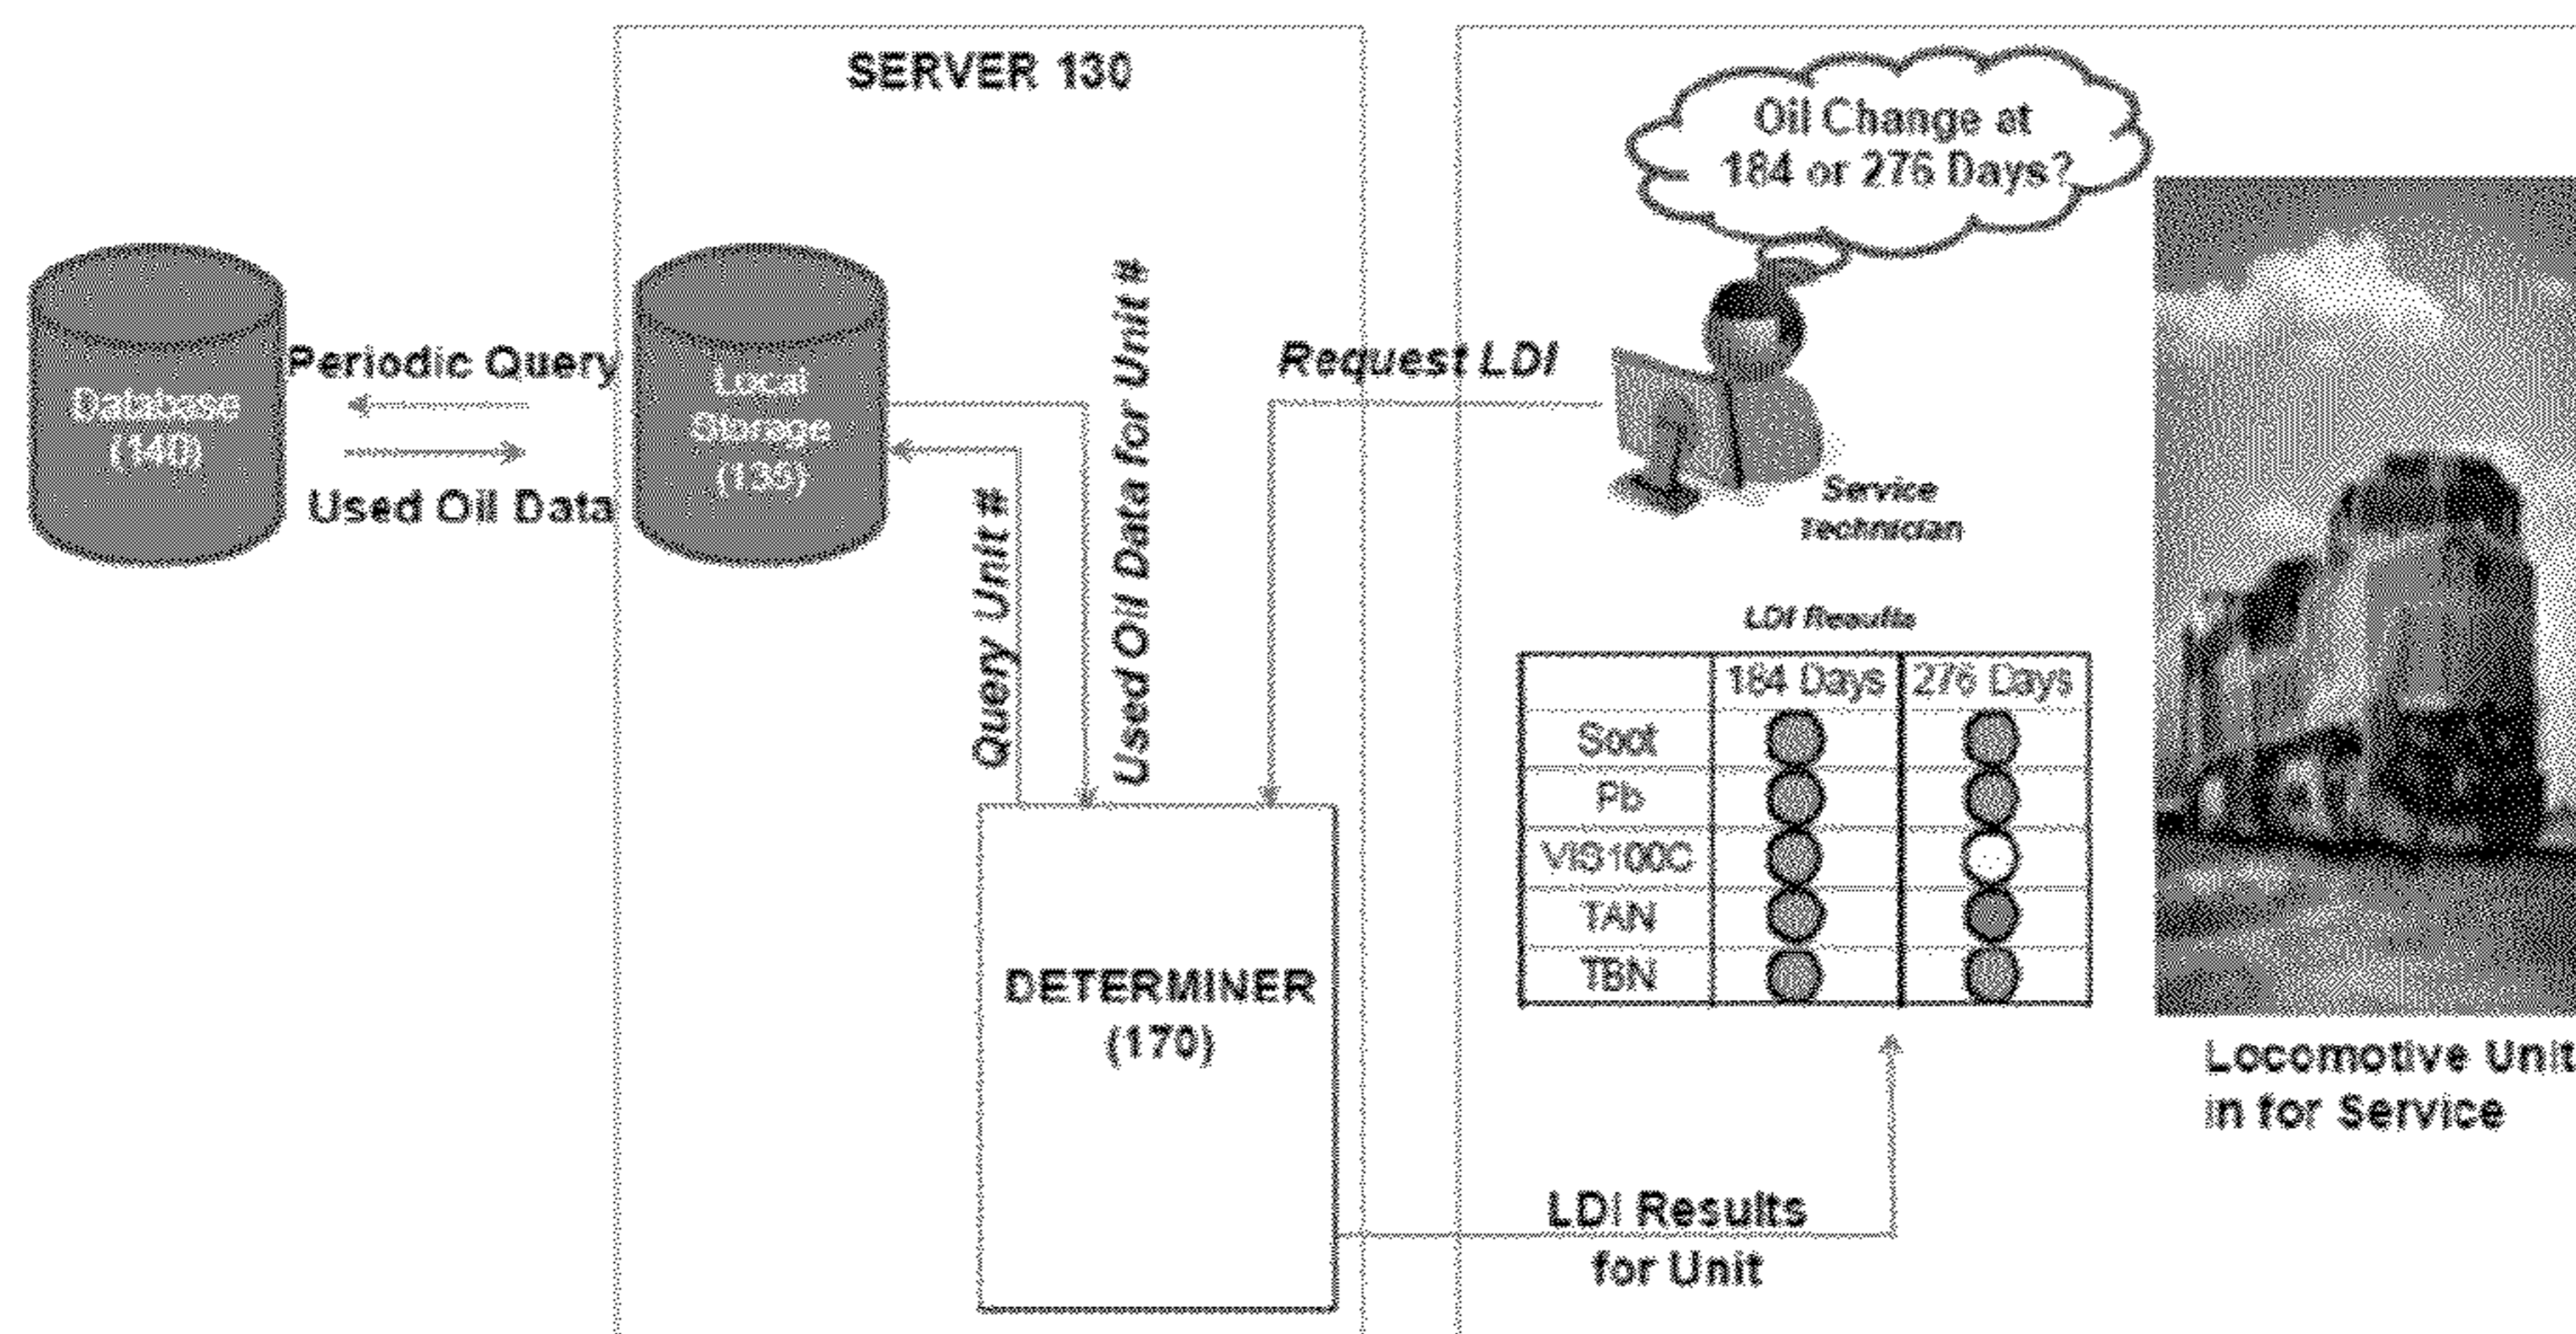 SERVER 130
Oil Change at
184 or 276 Days?
Database
(140)
Periodic Query
Used Oil Data
Local
Storage
(135)
Query Unit #
Used Oil Data for Unit #
Request LDI
Service
Technician
LDI Results
184 Days 276 Days
Soot
Pb
VIS100C
TAN
TBN
DETERMINER
(170)
LDI Results
for Unit
Locomotive Unit
in for Service